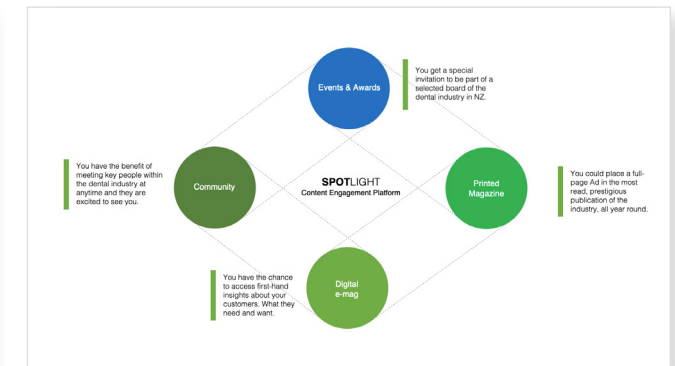 Events & Awards
You get a special
invitation to be part of a
selected board of the
dental industry in NZ.
You have the benefit of
meeting key people within
the dental industry at
anytime and they are
excited to see you.
Community
SPOTLIGHT
Content Engagement Platform
Printed
Magazine
You could place a full-
page Ad in the most
read, prestigious
publication of the
industry, all year round.
You have the chance
to access first-hand
insights about your
customers. What they
need and want.
Digital
e-mag